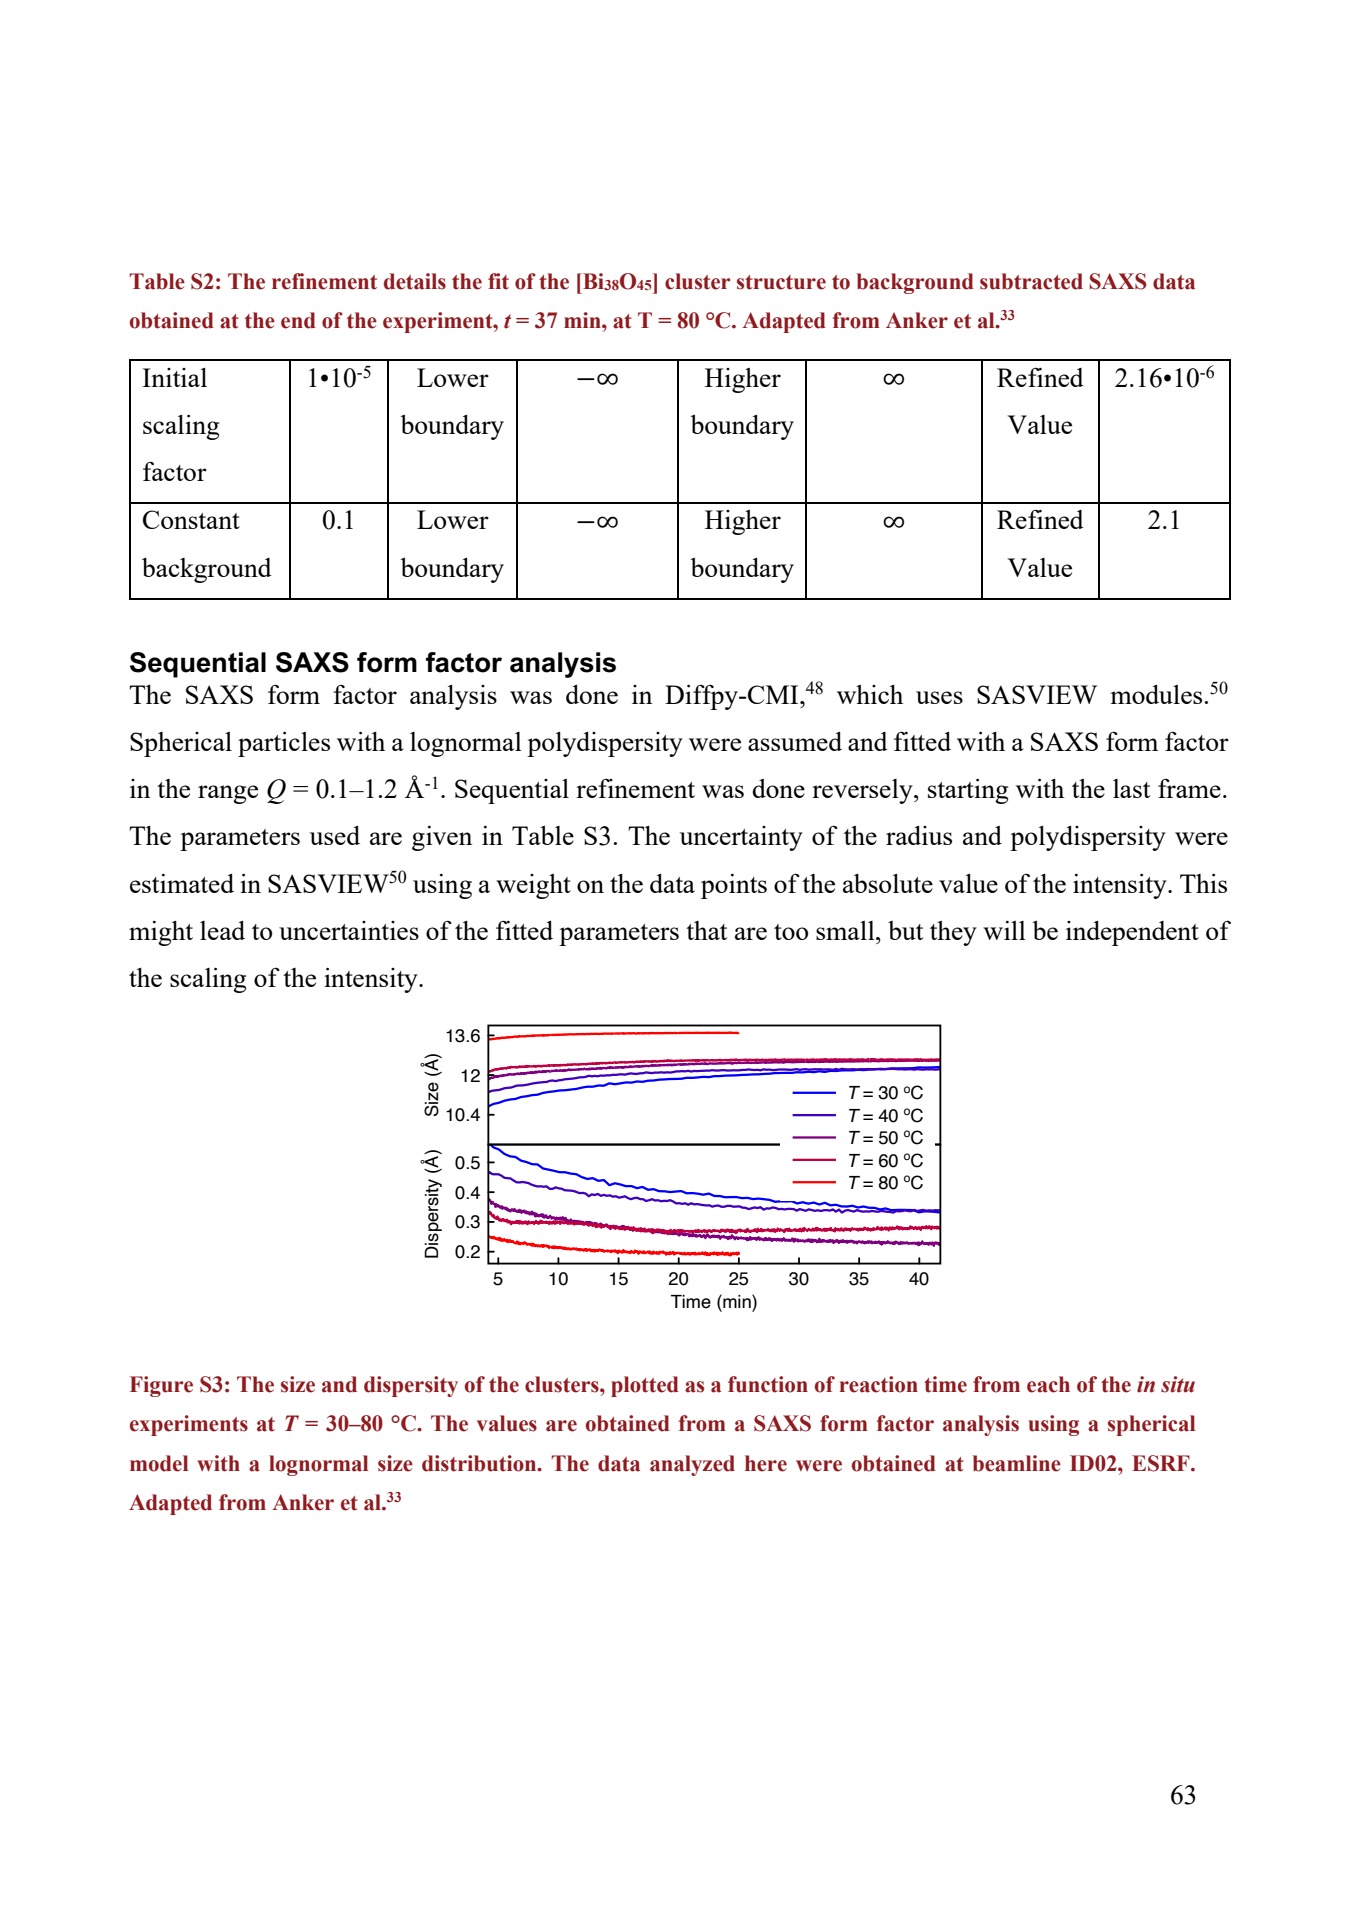 Table S2: The refinement details the fit of the [Bi38O45] cluster structure to background subtracted SAXS data
obtained at the end of the experiment, t = 37 min, at T = 80 °C. Adapted from Anker et al.33
Initial scaling factor 1•10-5 Lower boundary −∞ Higher boundary ∞ Refined Value 2.16•10-6
Constant background 0.1 Lower boundary −∞ Higher boundary ∞ Refined Value 2.1
Sequential SAXS form factor analysis
The SAXS form factor analysis was done in Diffpy-CMI,48 which uses SASVIEW modules.50
Spherical particles with a lognormal polydispersity were assumed and fitted with a SAXS form factor
in the range Q = 0.1–1.2 Å-1. Sequential refinement was done reversely, starting with the last frame.
The parameters used are given in Table S3. The uncertainty of the radius and polydispersity were
estimated in SASVIEW50 using a weight on the data points of the absolute value of the intensity. This
might lead to uncertainties of the fitted parameters that are too small, but they will be independent of
the scaling of the intensity.
Size (Å)
13.6
12
10.4
T = 30 °C
T = 40 °C
T = 50 °C
T = 60 °C
T = 80 °C
Dispersity (Å)
0.5
0.4
0.3
0.2
5 10 15 20 25 30 35 40
Time (min)
Figure S3: The size and dispersity of the clusters, plotted as a function of reaction time from each of the in situ
experiments at T = 30–80 °C. The values are obtained from a SAXS form factor analysis using a spherical
model with a lognormal size distribution. The data analyzed here were obtained at beamline ID02, ESRF.
Adapted from Anker et al.33
63